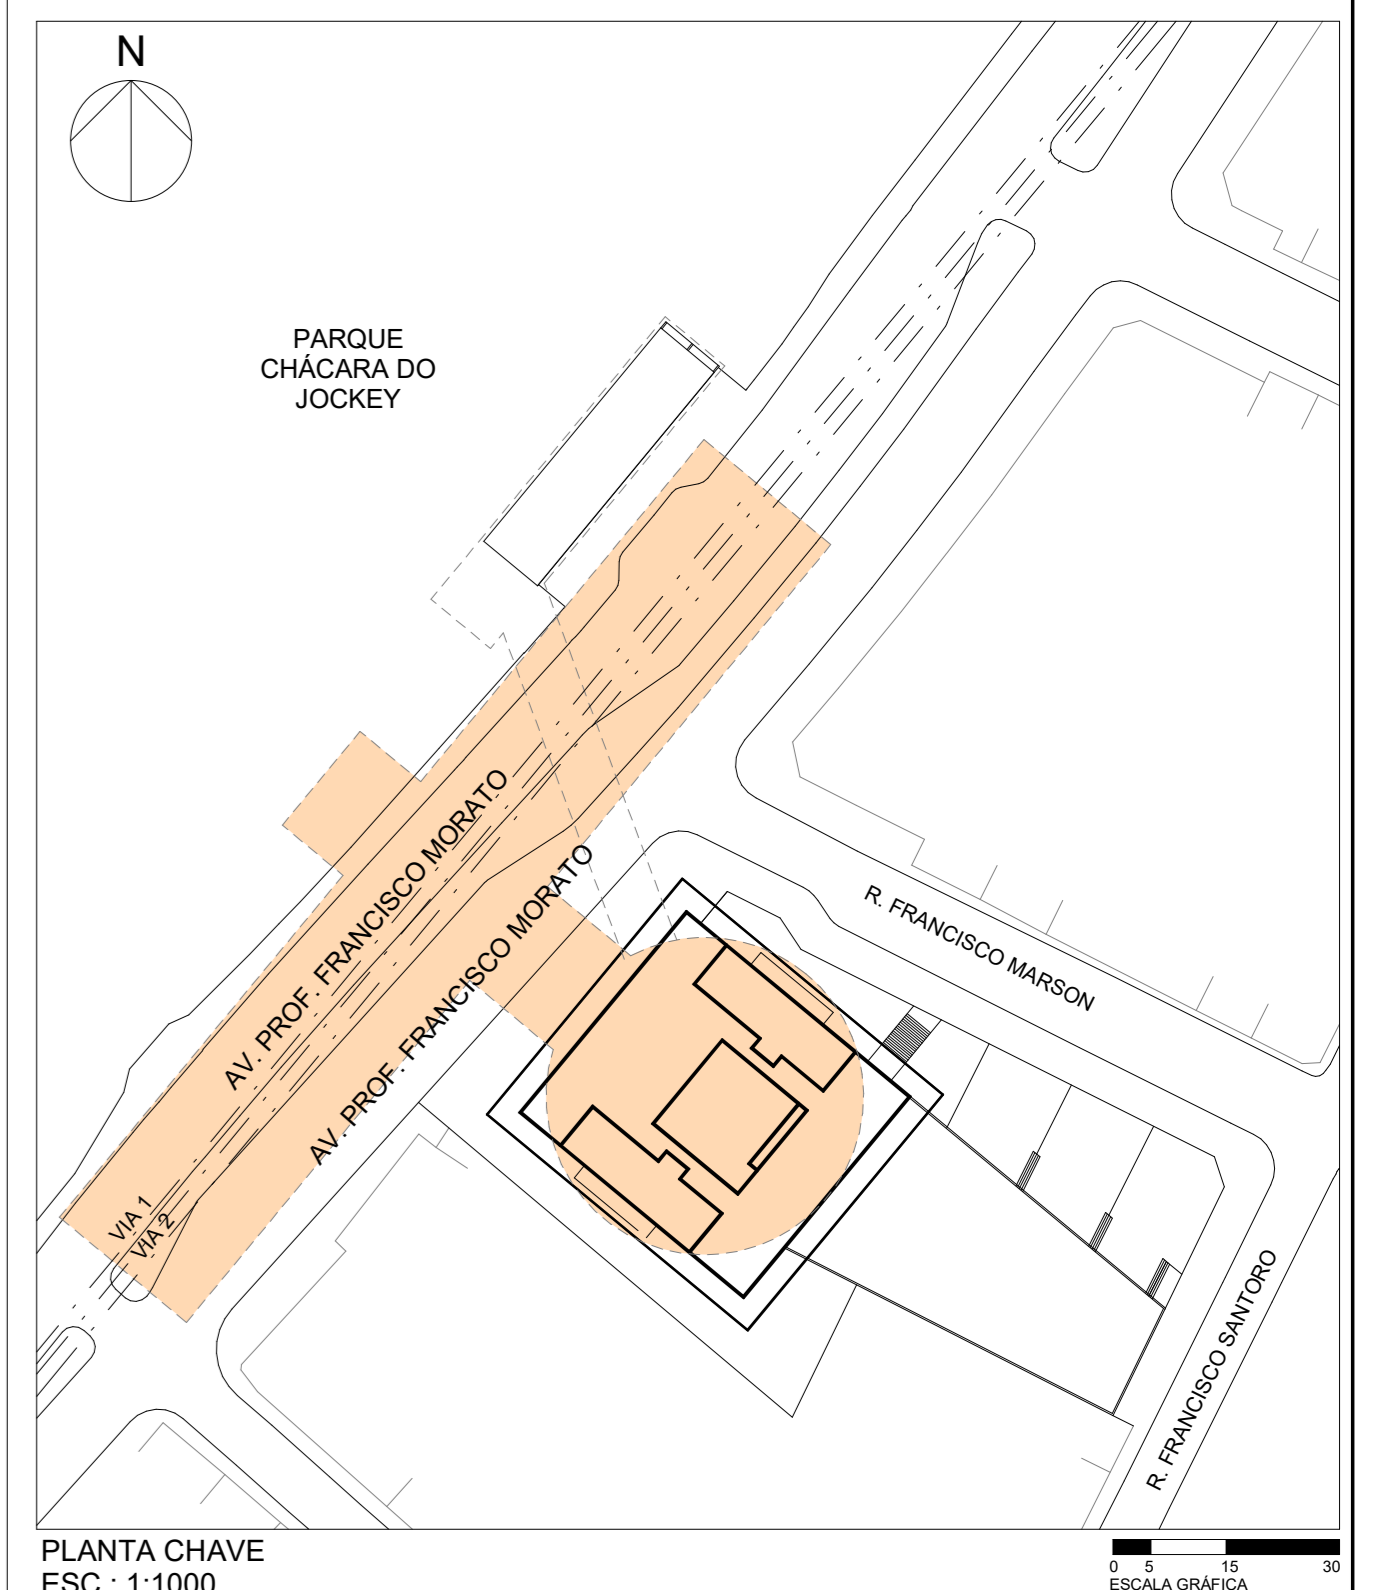 N
PARQUE
CHÁCARA DO
JOCKEY
AV. PROF. FRANCISCO MORATO
AV. PROF. FRANCISCO MORATO
R. FRANCISCO MARSON
VIA 1
VIA 2
R. FRANCISCO SANTORO
PLANTA CHAVE
ESC.: 1:1000
0 5 15 30
ESCALA GRÁFICA